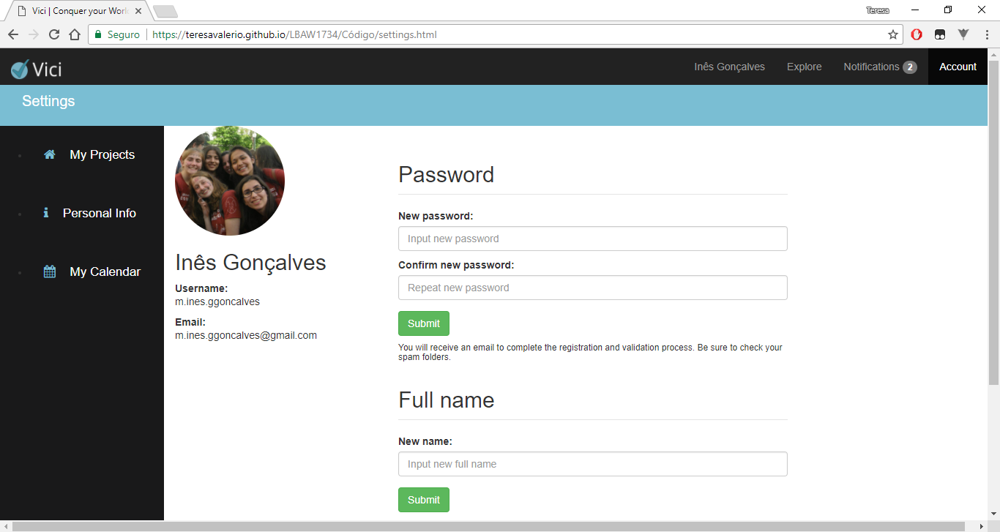 Vici | Conquer your Worl
Teresa
Seguro
https://teresavalerio.github.io/LBAW1734/Código/settings.html
Vici
Inês Gonçalves
Explore
Notifications 2
Account
Settings
My Projects
Personal Info
My Calendar
Inês Gonçalves
Username:
m.ines.ggoncalves
Email:
m.ines.ggoncalves@gmail.com
Password
New password:
Input new password
Confirm new password:
Repeat new password
Submit
You will receive an email to complete the registration and validation process. Be sure to check your
spam folders.
Full name
New name:
Input new full name
Submit